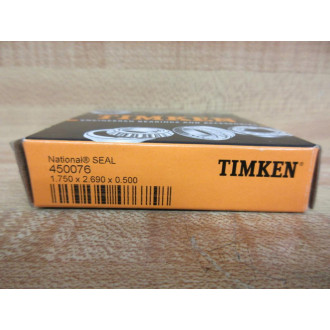 TIMKEN
National® SEAL
450076
1.750 x 2.690 x 0.500
TIMKEN®